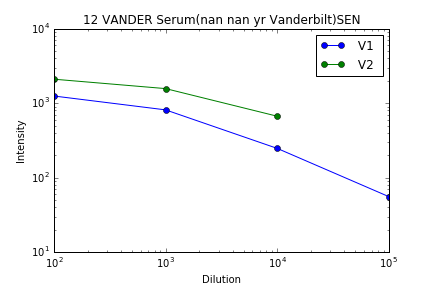 12 VANDER Serum(nan nan yr Vanderbilt)SEN
V1
V2
10^4
10^3
10^2
10^1
Intensity
10^2 10^3 10^4 10^5
Dilution